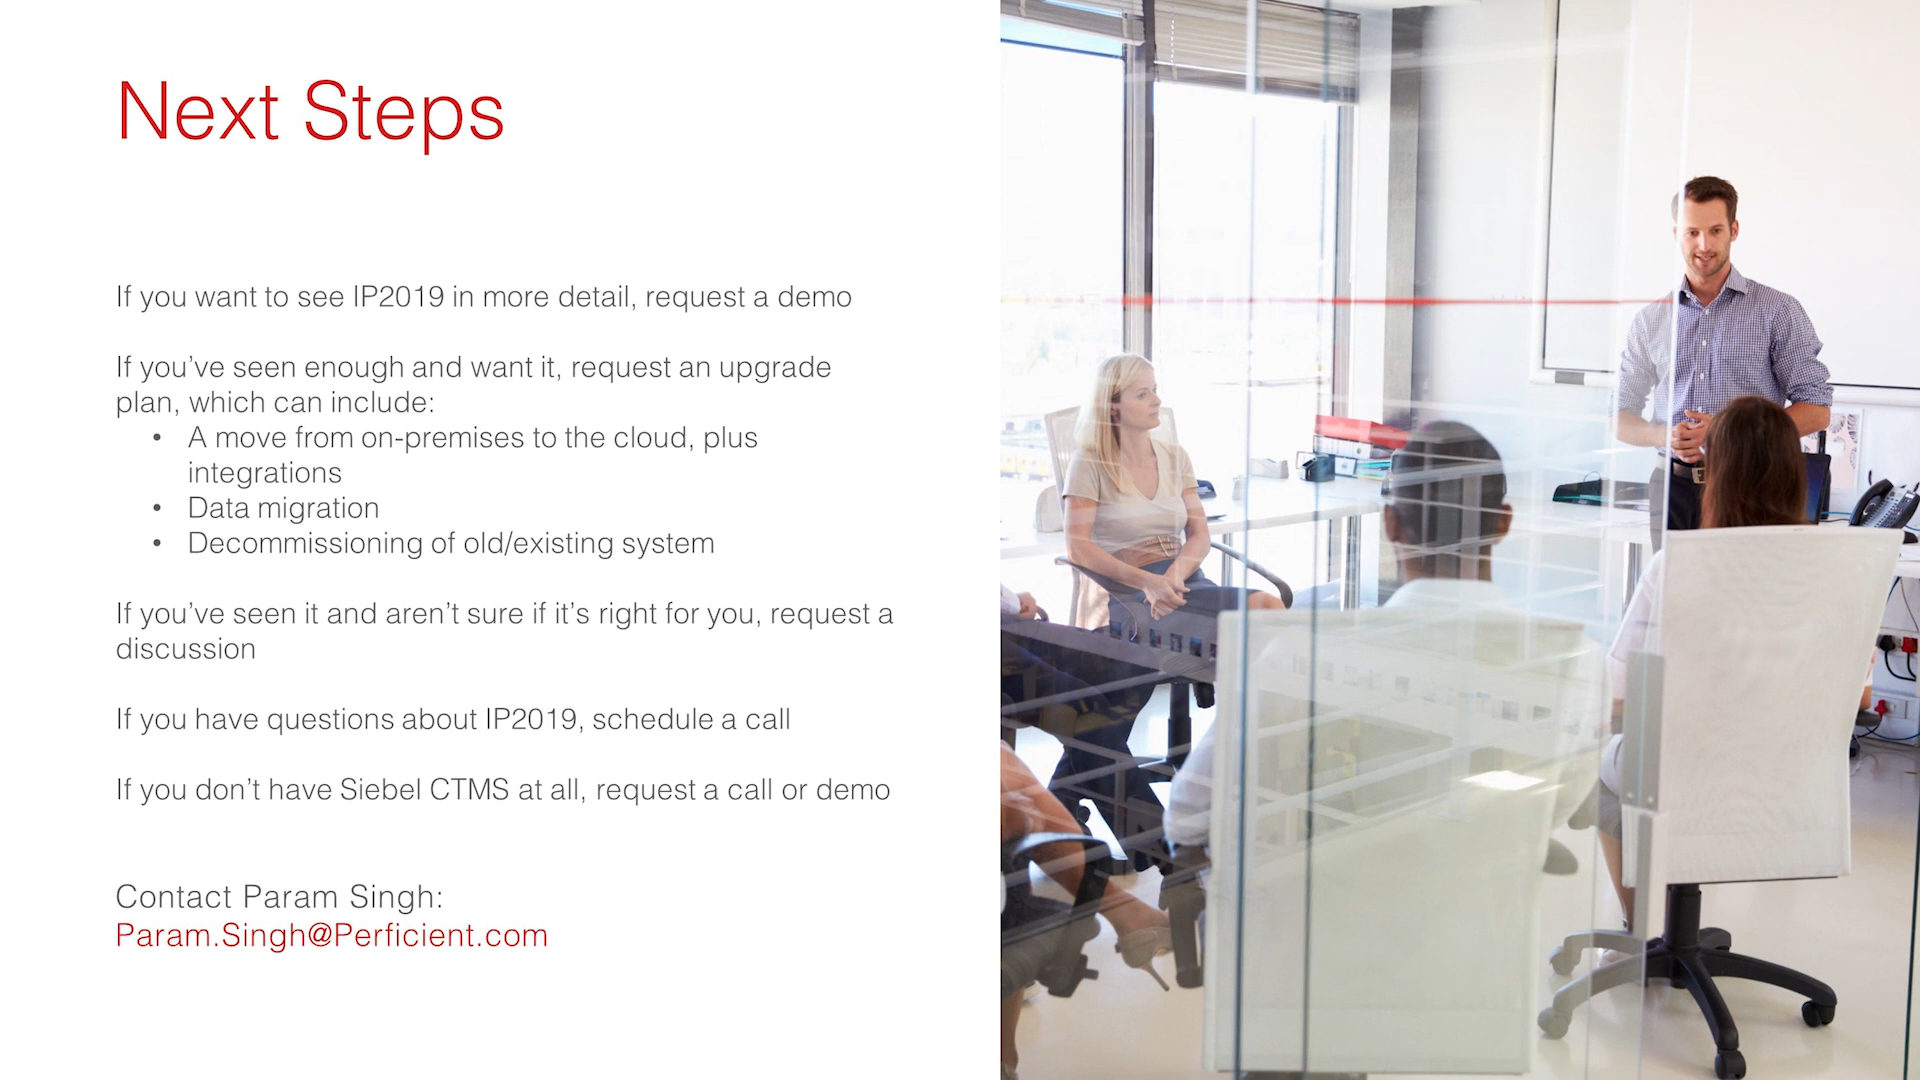 Next Steps
If you want to see IP2019 in more detail, request a demo
If you’ve seen enough and want it, request an upgrade
plan, which can include:
• A move from on-premises to the cloud, plus
integrations
• Data migration
• Decommissioning of old/existing system
If you’ve seen it and aren’t sure if it’s right for you, request a
discussion
If you have questions about IP2019, schedule a call
If you don’t have Siebel CTMS at all, request a call or demo
Contact Param Singh:
Param.Singh@Perficient.com